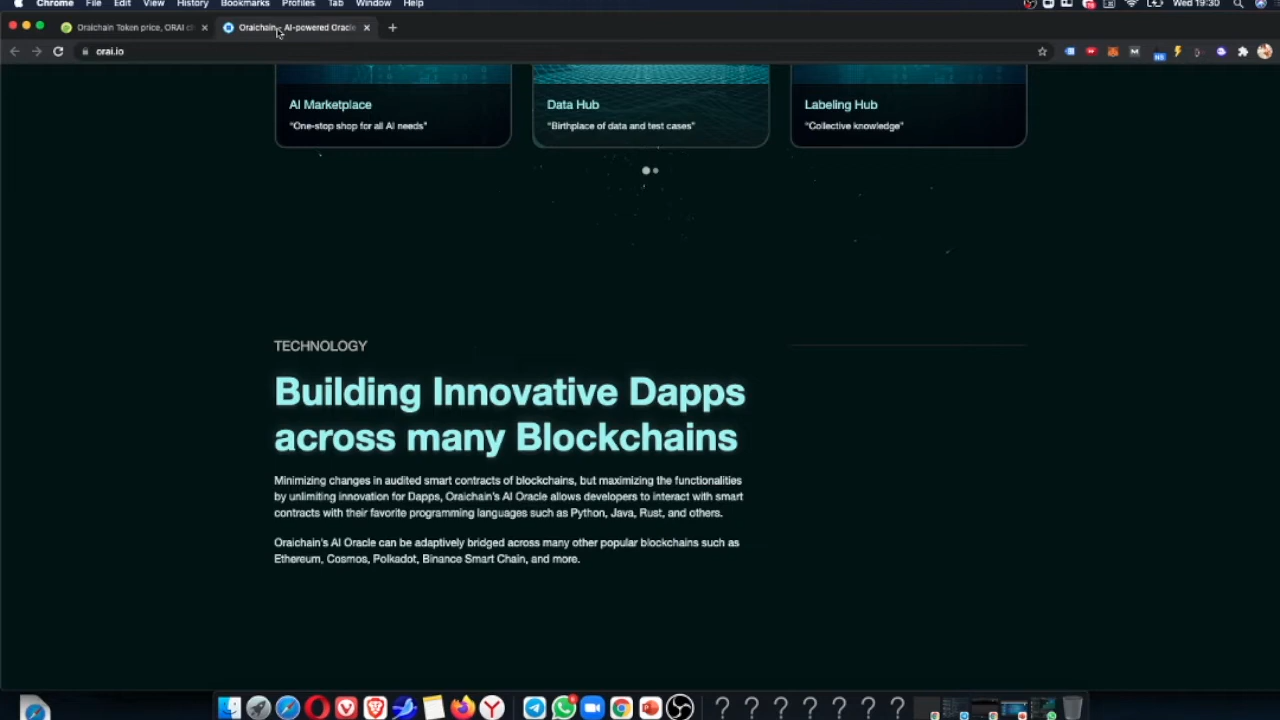 Chrome File Edit View History Bookmarks Profiles Tab Window Help Wed 19:30
Oraichain Token price, ORAI c
Oraichain - AI-powered Oracle
orai.io
AI Marketplace
"One-stop shop for all AI needs"
Data Hub
"Birthplace of data and test cases"
Labeling Hub
"Collective knowledge"
TECHNOLOGY
Building Innovative Dapps
across many Blockchains
Minimizing changes in audited smart contracts of blockchains, but maximizing the functionalities
by unlimiting innovation for Dapps, Oraichain's AI Oracle allows developers to interact with smart
contracts with their favorite programming languages such as Python, Java, Rust, and others.
Oraichain's AI Oracle can be adaptively bridged across many other popular blockchains such as
Ethereum, Cosmos, Polkadot, Binance Smart Chain, and more.